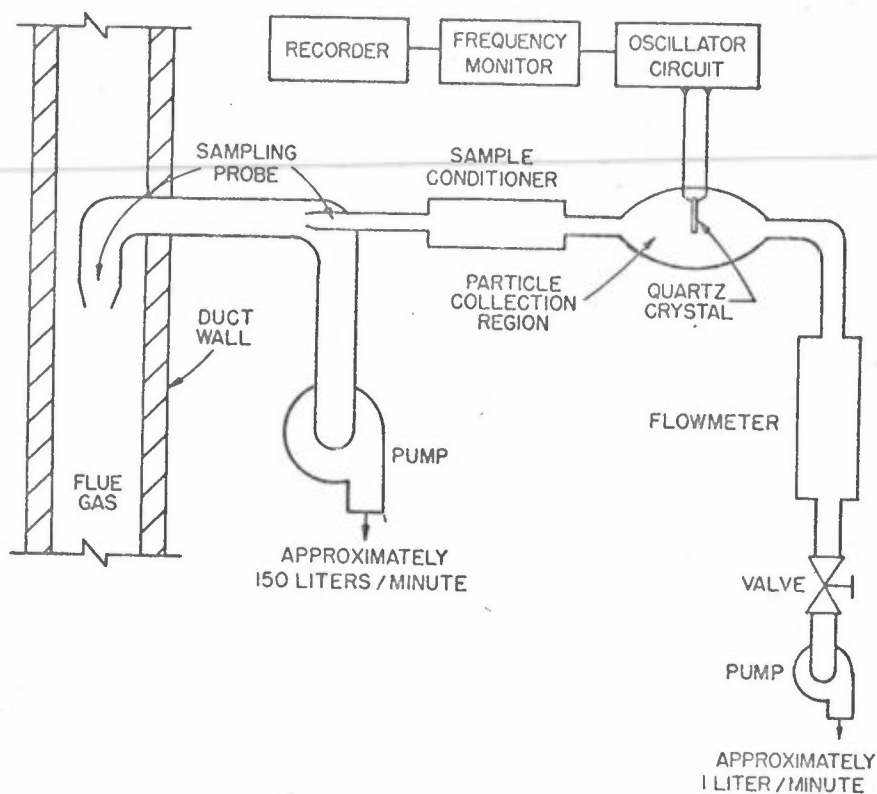 RECORDER
FREQUENCY
MONITOR
OSCILLATOR
CIRCUIT
SAMPLING
PROBE
SAMPLE
CONDITIONER
PARTICLE
COLLECTION
REGION
QUARTZ
CRYSTAL
DUCT
WALL
FLOWMETER
PUMP
FLUE
GAS
APPROXIMATELY
150 LITERS / MINUTE
VALVE
PUMP
APPROXIMATELY
1 LITER / MINUTE